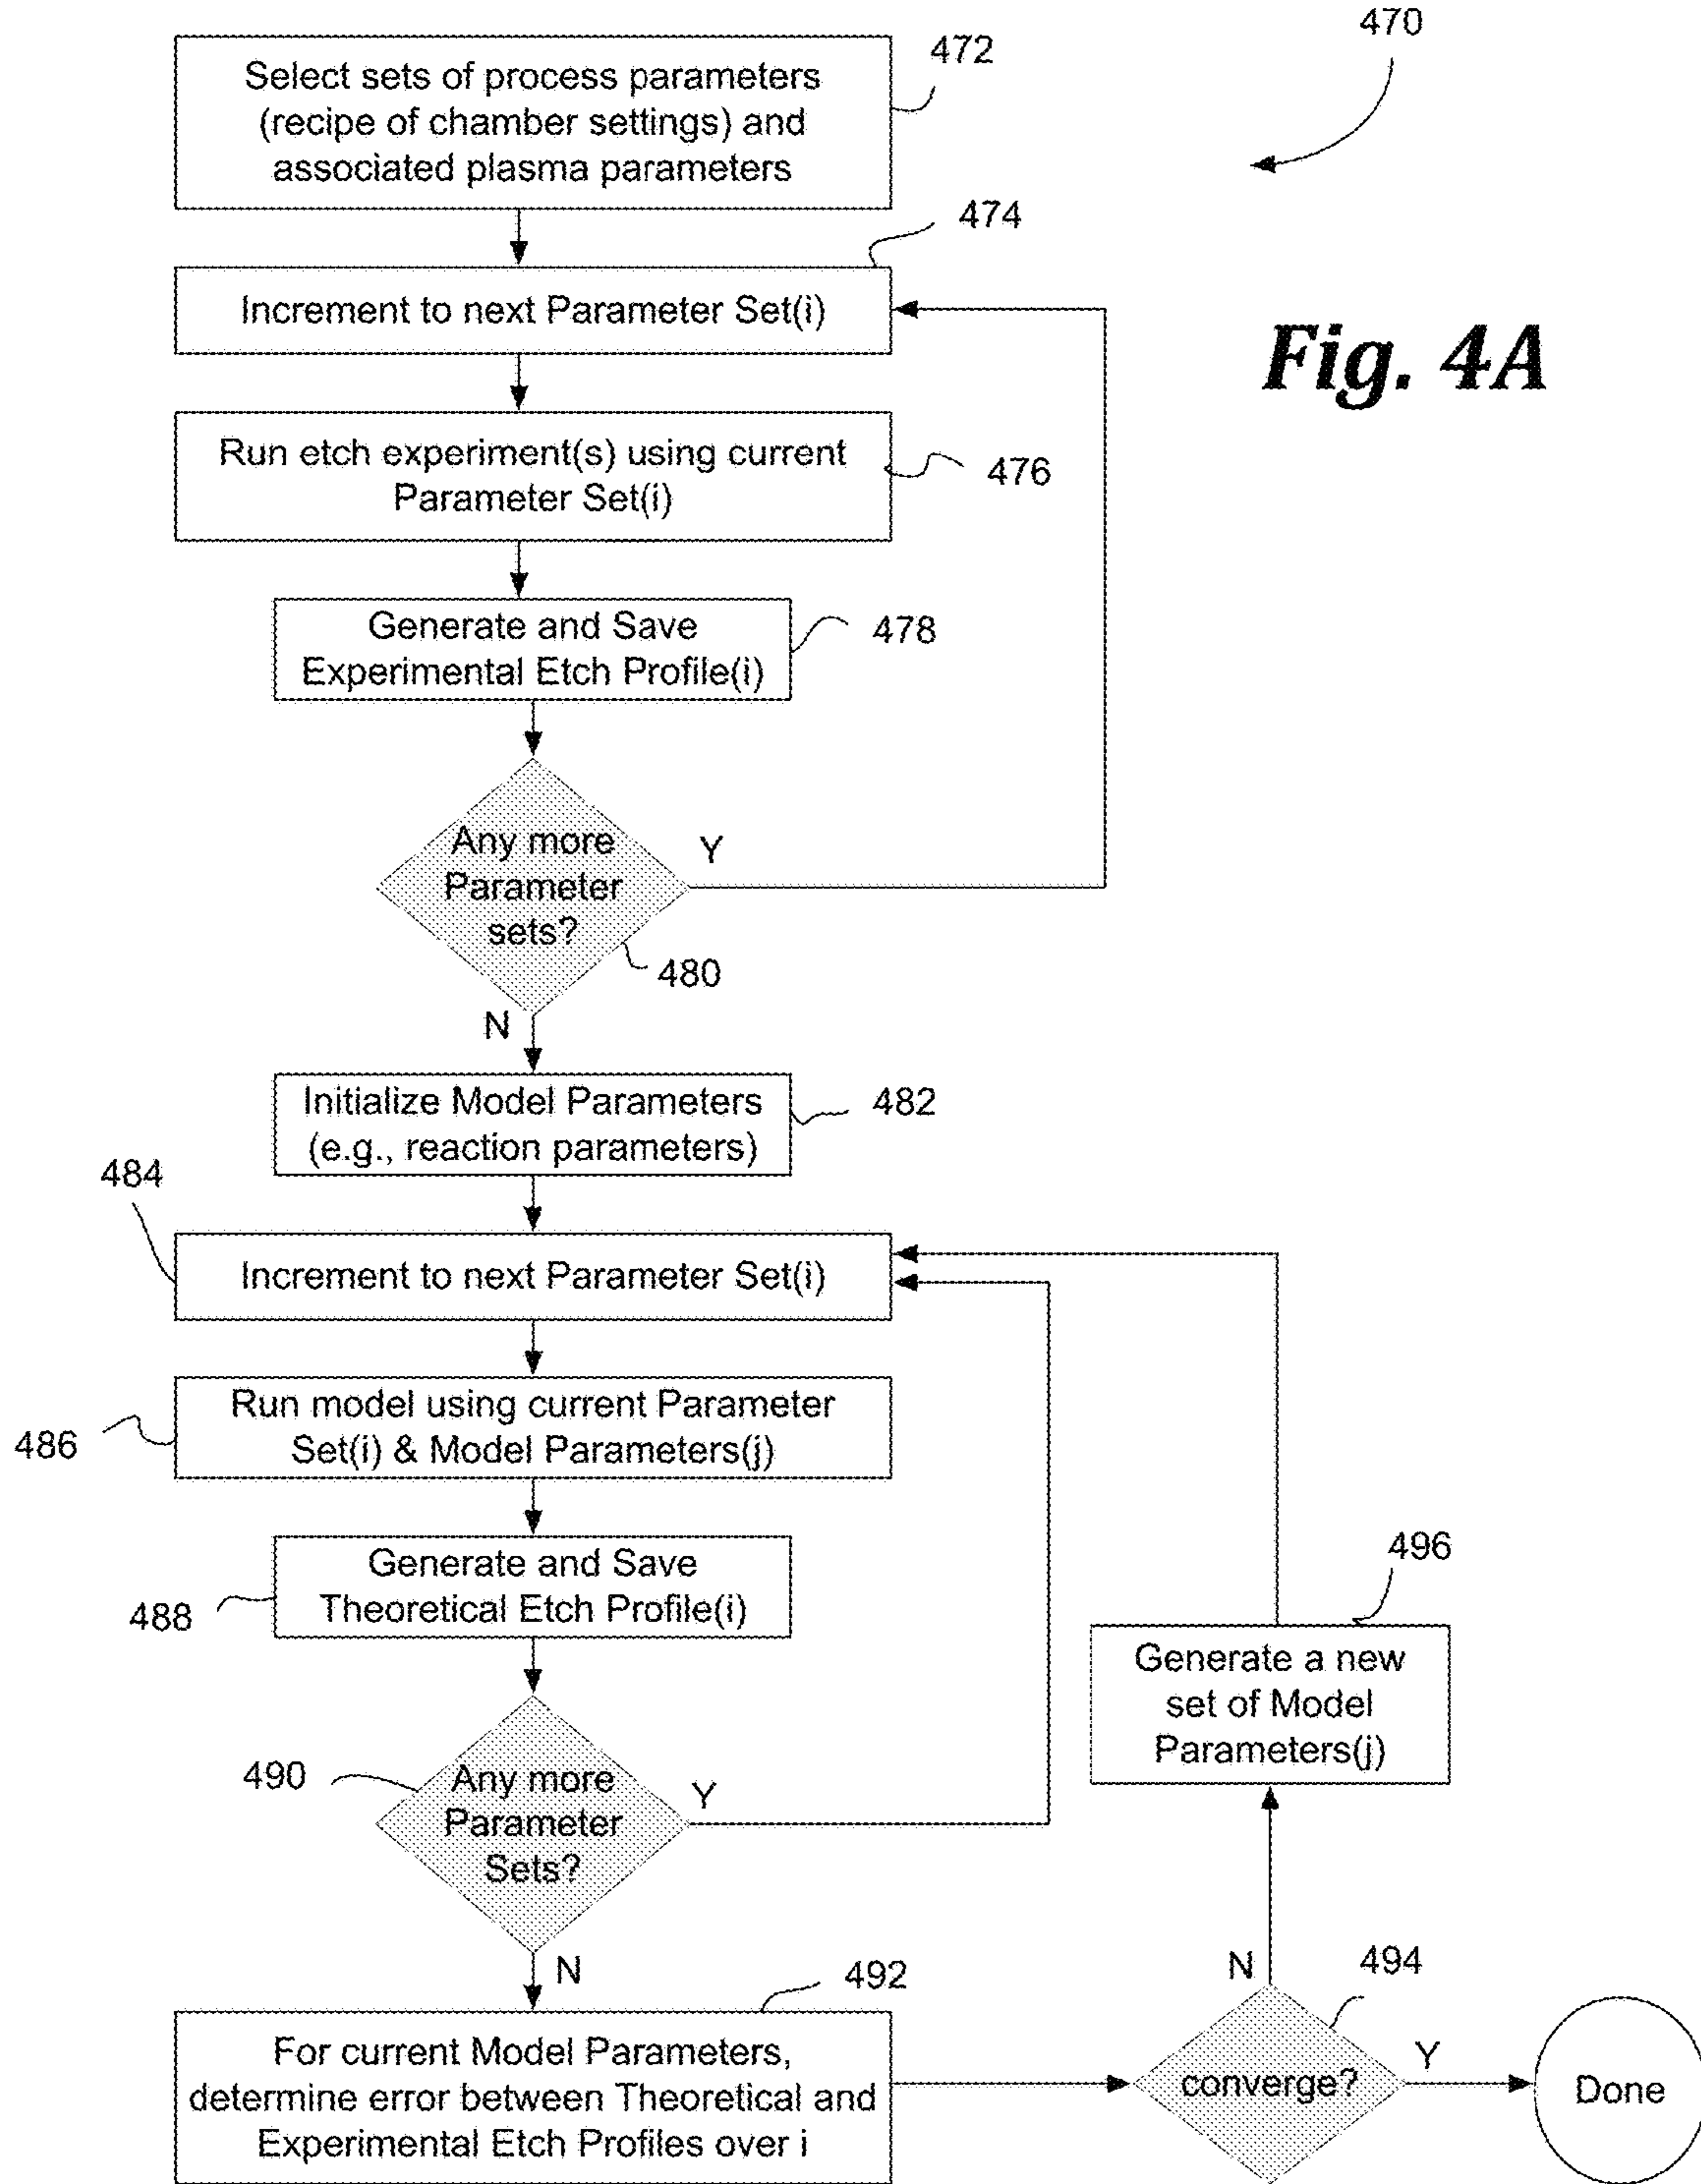 470
472
Select sets of process parameters
(recipe of chamber settings) and
associated plasma parameters
474
Increment to next Parameter Set(i)
Fig. 4A
Run etch experiment(s) using current
Parameter Set(i)
476
Generate and Save
Experimental Etch Profile(i)
478
Any more
Parameter
sets?
Y
480
N
Initialize Model Parameters
(e.g., reaction parameters)
482
484
Increment to next Parameter Set(i)
Run model using current Parameter
Set(i) & Model Parameters(j)
486
Generate and Save
Theoretical Etch Profile(i)
488
496
Generate a new
set of Model
Parameters(j)
490
Any more
Parameter
Sets?
Y
N
492
For current Model Parameters,
determine error between Theoretical and
Experimental Etch Profiles over i
N
494
converge?
Y
Done